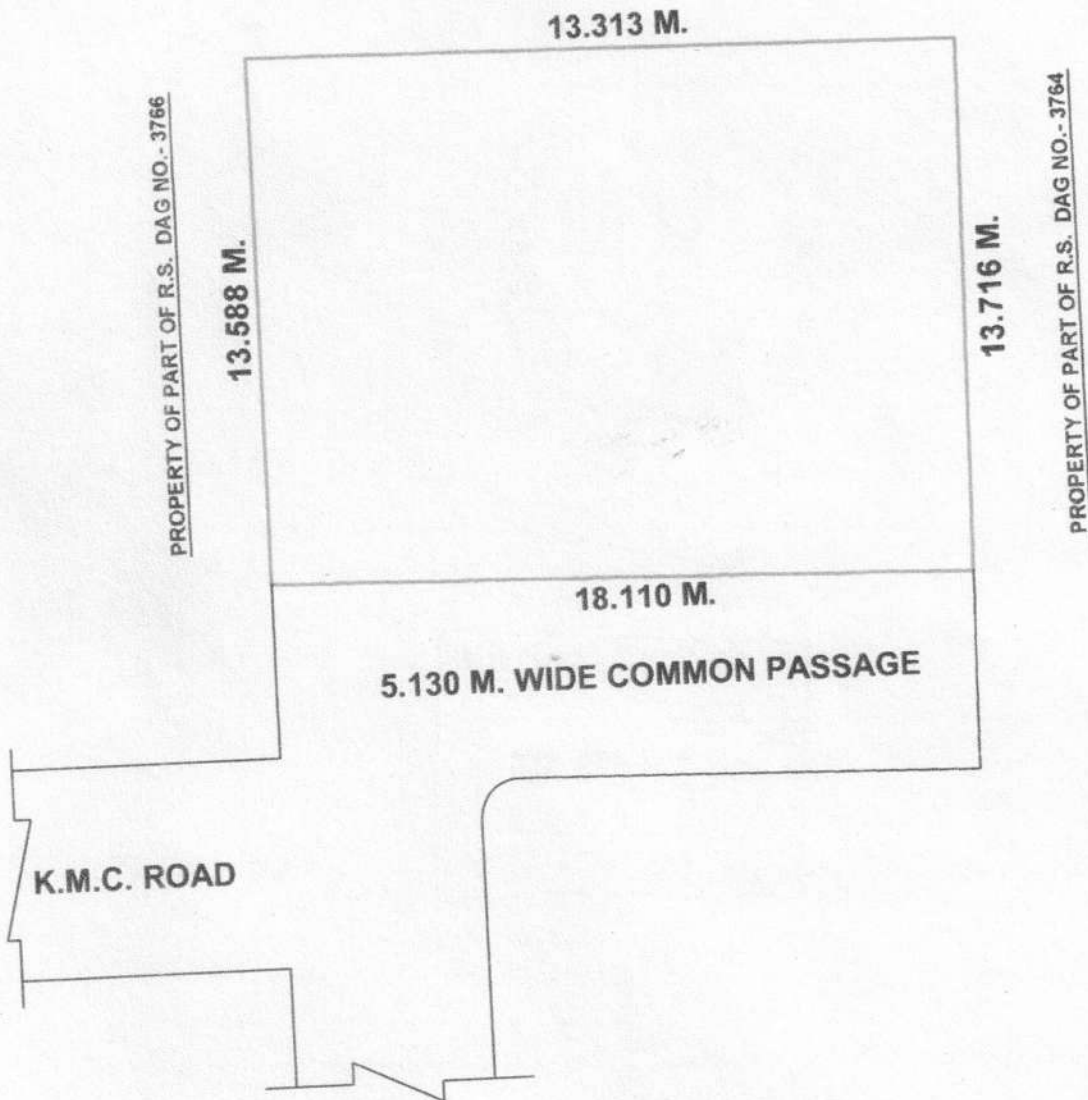 13.313 M.
PROPERTY OF PART OF R.S. DAG NO.- 3766
13.588 M.
13.716 M.
PROPERTY OF PART OF R.S. DAG NO.- 3764
18.110 M.
5.130 M. WIDE COMMON PASSAGE
K.M.C. ROAD